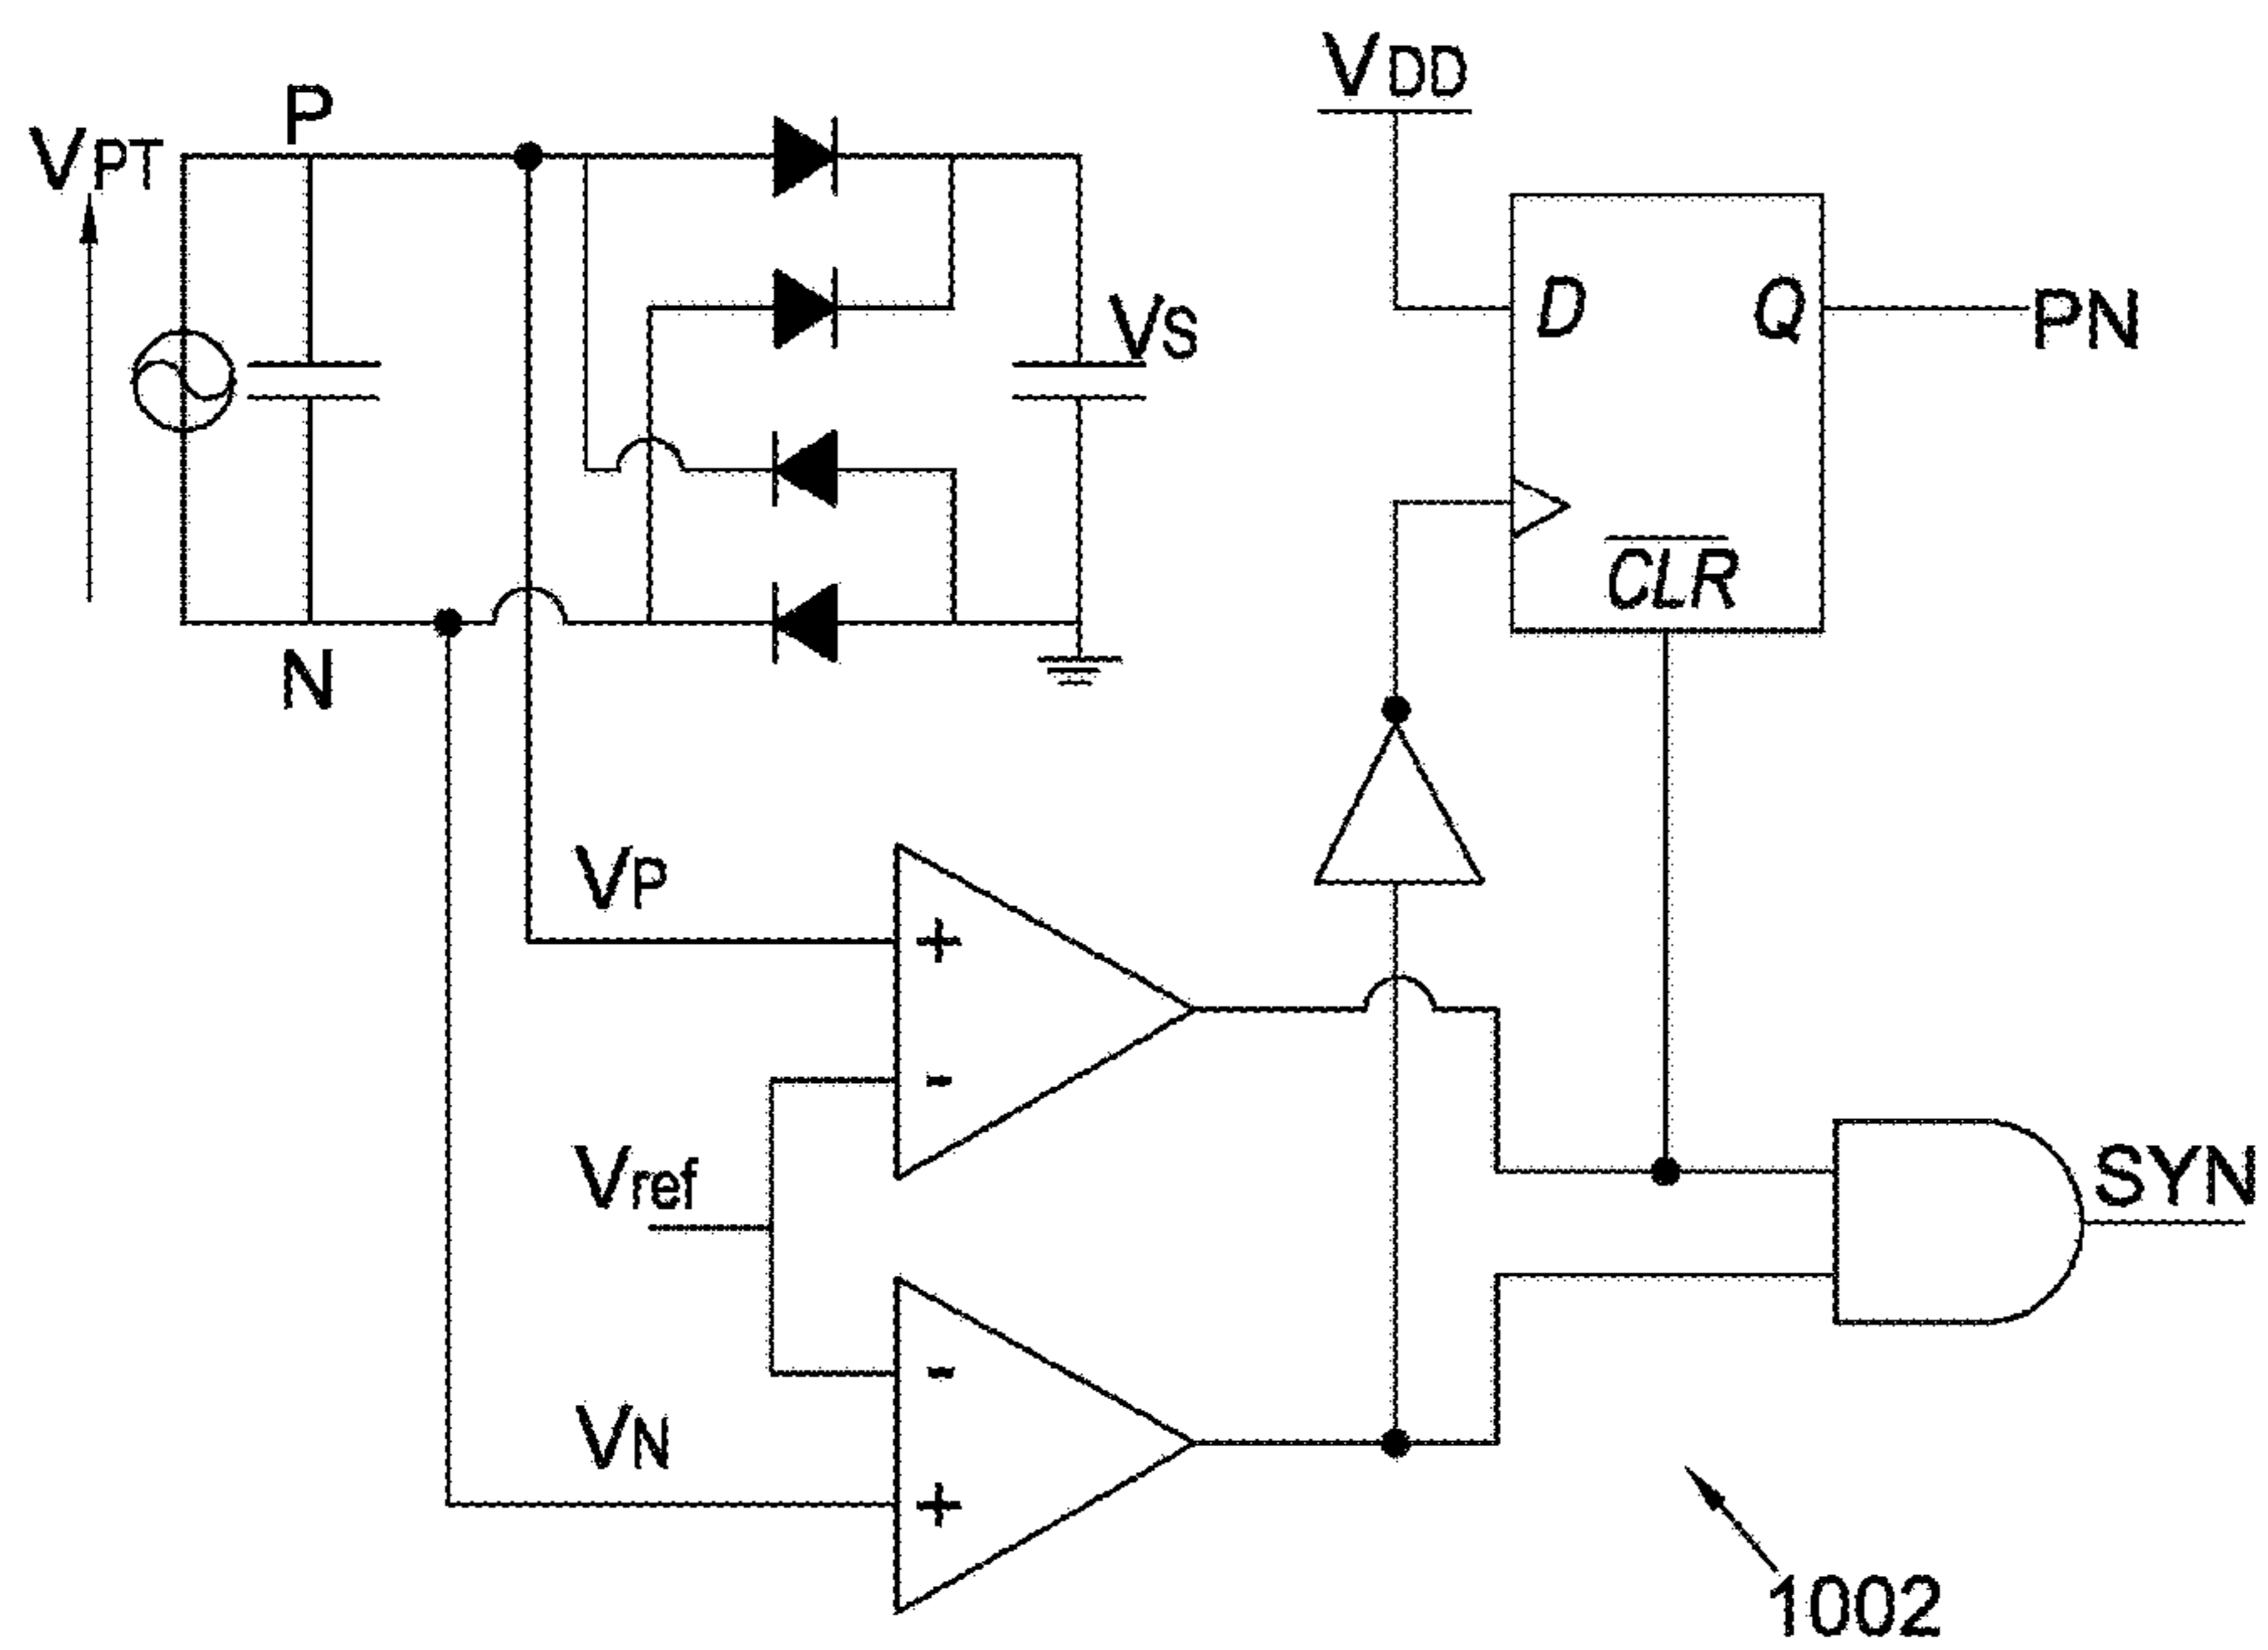 VDD
P
VPT
D
Q
PN
VS
CLR
N
VP
+
-
Vref
SYN
-
VN
+
1002